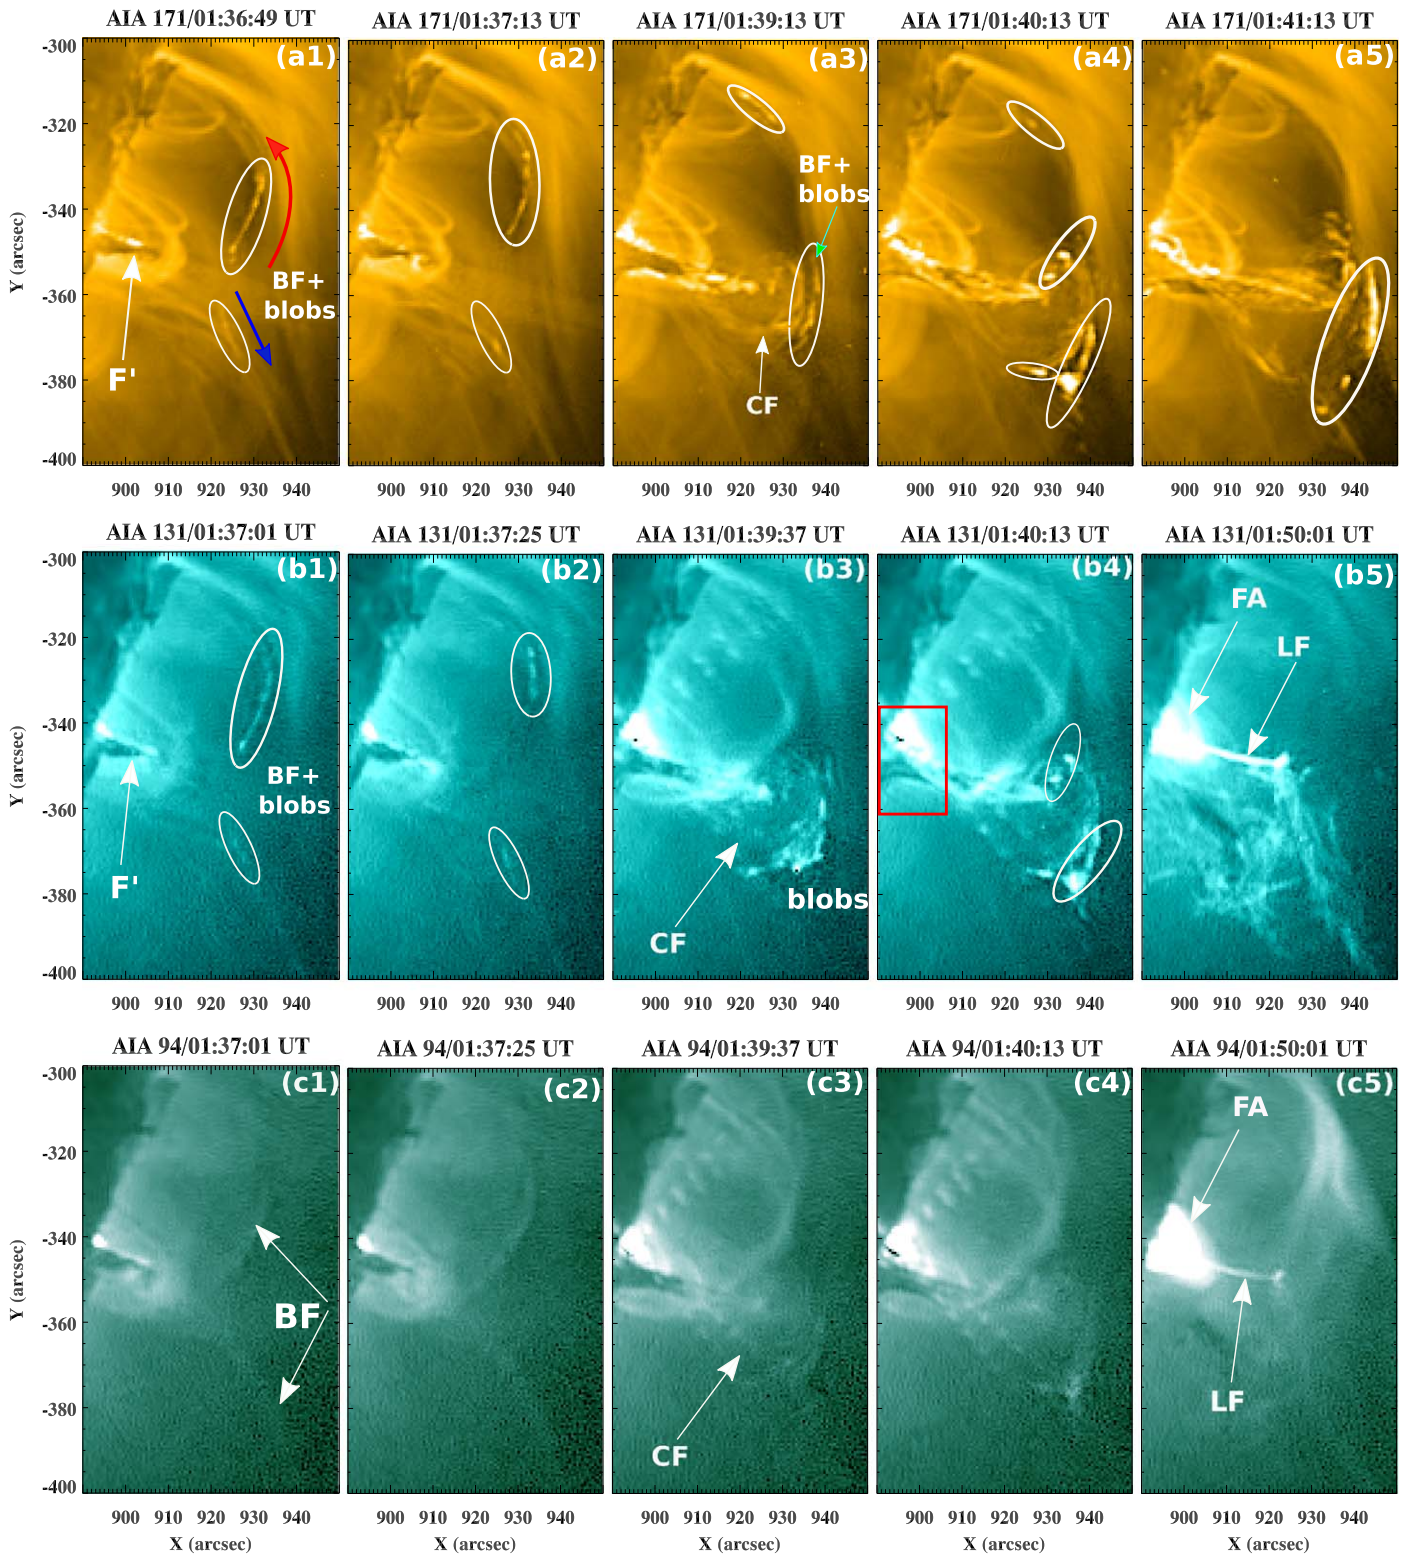 AIA 171/01:36:49 UT AIA 171/01:37:13 UT AIA 171/01:39:13 UT AIA 171/01:40:13 UT AIA 171/01:41:13 UT
(a1) (a2) (a3) (a4) (a5)
-300
-320
-340
-360
-380
-400
Y (arcsec)
BF+
blobs
F'
BF+
blobs
CF
900 910 920 930 940 900 910 920 930 940 900 910 920 930 940 900 910 920 930 940 900 910 920 930 940
AIA 131/01:37:01 UT AIA 131/01:37:25 UT AIA 131/01:39:37 UT AIA 131/01:40:13 UT AIA 131/01:50:01 UT
(b1) (b2) (b3) (b4) (b5)
-300
-320
-340
-360
-380
-400
Y (arcsec)
BF+
blobs
F'
CF
blobs
FA
LF
900 910 920 930 940 900 910 920 930 940 900 910 920 930 940 900 910 920 930 940 900 910 920 930 940
AIA 94/01:37:01 UT AIA 94/01:37:25 UT AIA 94/01:39:37 UT AIA 94/01:40:13 UT AIA 94/01:50:01 UT
(c1) (c2) (c3) (c4) (c5)
-300
-320
-340
-360
-380
-400
Y (arcsec)
BF
CF
FA
LF
900 910 920 930 940 900 910 920 930 940 900 910 920 930 940 900 910 920 930 940 900 910 920 930 940
X (arcsec) X (arcsec) X (arcsec) X (arcsec) X (arcsec)